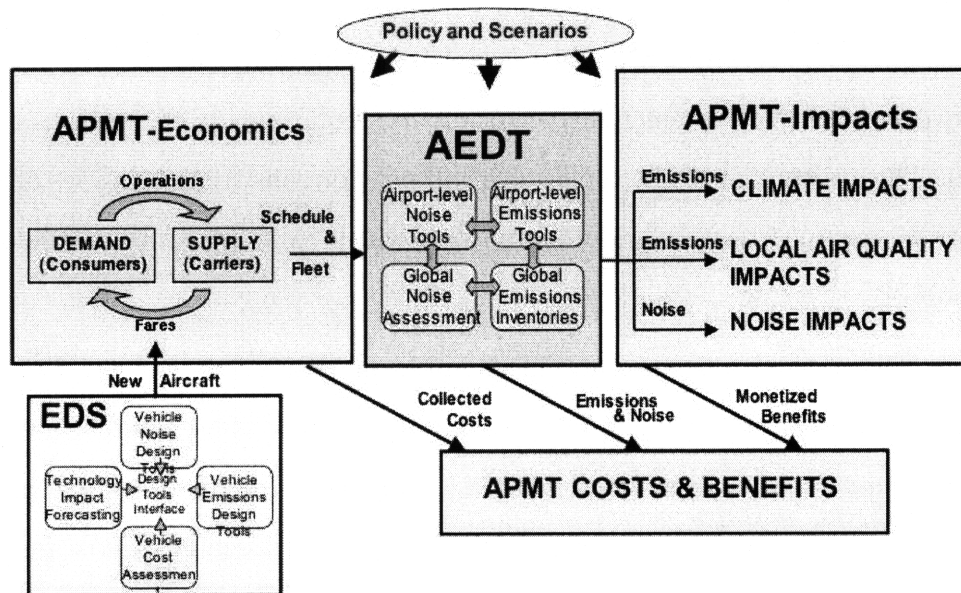 Policy and Scenarios
APMT-Economics
Operations
DEMAND
(Consumers)
SUPPLY
(Carriers)
Fares
Schedule
&
Fleet
AEDT
Airport-level
Noise
Tools
Airport-level
Emissions
Tools
Global
Noise
Assessment
Global
Emissions
Inventories
APMT-Impacts
Emissions
CLIMATE IMPACTS
Emissions
LOCAL AIR QUALITY
IMPACTS
Noise
NOISE IMPACTS
New Aircraft
EDS
Vehicle
Noise
Design
Tools
Technology
Impact
Forecasting
Design
Tools
Interface
Vehicle
Emissions
Design
Tools
Vehicle
Cost
Assessmen
Collected
Costs
Emissions
& Noise
Monetized
Benefits
APMT COSTS & BENEFITS